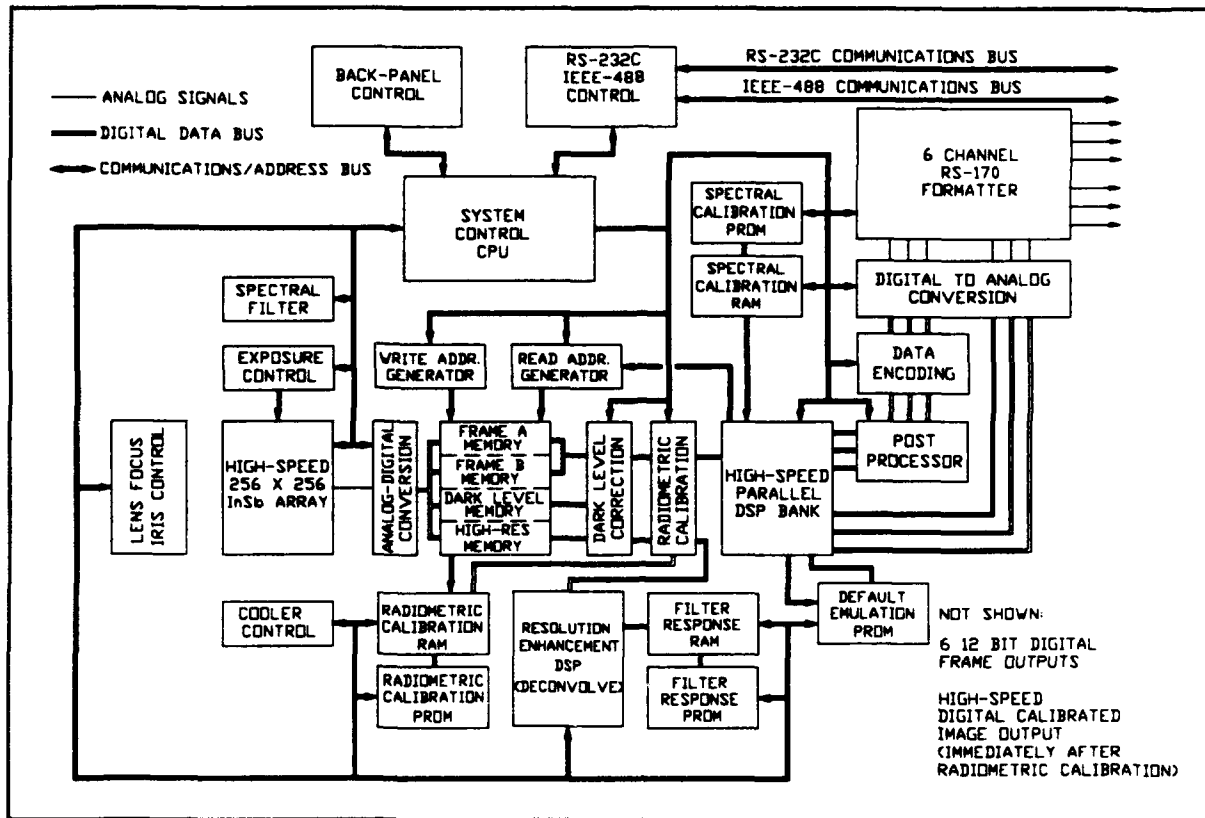 BACK-PANEL
CONTROL
RS-232C
IEEE-488
CONTROL
RS-232C COMMUNICATIONS BUS
IEEE-488 COMMUNICATIONS BUS
ANALOG SIGNALS
DIGITAL DATA BUS
COMMUNICATIONS/ADDRESS BUS
6 CHANNEL
RS-170
FORMATTER
SYSTEM
CONTROL
CPU
SPECTRAL
CALIBRATION
PROM
SPECTRAL
CALIBRATION
RAM
DIGITAL TO ANALOG
CONVERSION
SPECTRAL
FILTER
EXPOSURE
CONTROL
WRITE ADDR.
GENERATOR
READ ADDR.
GENERATOR
DATA
ENCODING
LENS FOCUS
IRIS CONTROL
HIGH-SPEED
256 X 256
InSb ARRAY
ANALOG-DIGITAL
CONVERSION
FRAME A
MEMORY
FRAME B
MEMORY
DARK LEVEL
MEMORY
HIGH-RES
MEMORY
DARK LEVEL
CORRECTION
RADIOMETRIC
CALIBRATION
HIGH-SPEED
PARALLEL
DSP BANK
POST
PROCESSOR
COOLER
CONTROL
RADIOMETRIC
CALIBRATION
RAM
RADIOMETRIC
CALIBRATION
PROM
RESOLUTION
ENHANCEMENT
DSP
(DECONVOLVE)
FILTER
RESPONSE
RAM
FILTER
RESPONSE
PROM
DEFAULT
EMULATION
PROM
NOT SHOWN:
6 12 BIT DIGITAL
FRAME OUTPUTS
HIGH-SPEED
DIGITAL CALIBRATED
IMAGE OUTPUT
(IMMEDIATELY AFTER
RADIOMETRIC CALIBRATION)